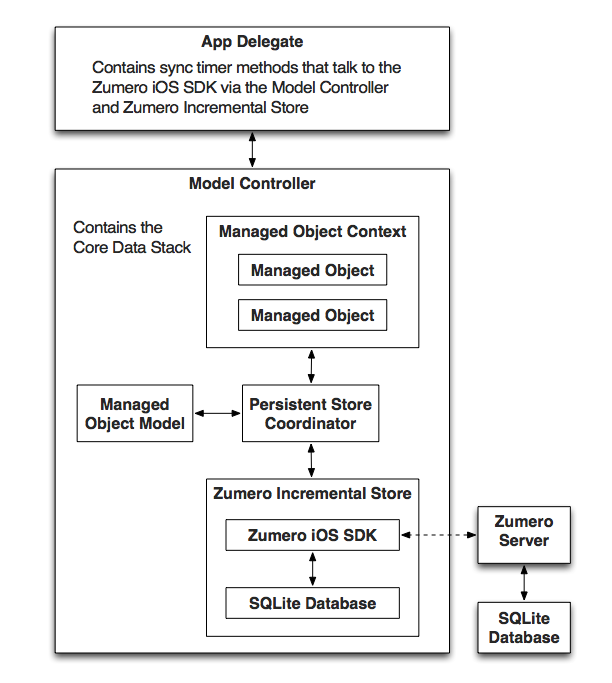 App Delegate
Contains sync timer methods that talk to the
Zumero iOS SDK via the Model Controller
and Zumero Incremental Store
Model Controller
Contains the
Core Data Stack
Managed Object Context
Managed Object
Managed Object
Managed
Object Model
Persistent Store
Coordinator
Zumero Incremental Store
Zumero iOS SDK
SQLite Database
Zumero
Server
SQLite
Database